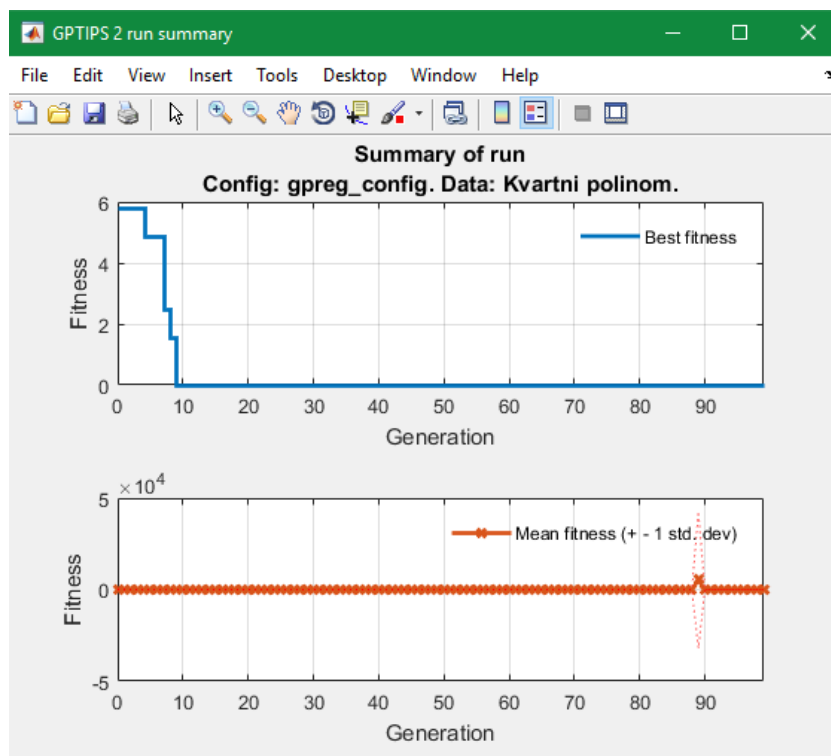 GPTIPS 2 run summary
File Edit View Insert Tools Desktop Window Help
Summary of run
Config: gpreg_config. Data: Kvartni polinom.
6
4
2
0
Fitness
Best fitness
0 10 20 30 40 50 60 70 80 90
Generation
×10⁴
5
0
-5
Fitness
Mean fitness (+ - 1 std. dev)
0 10 20 30 40 50 60 70 80 90
Generation